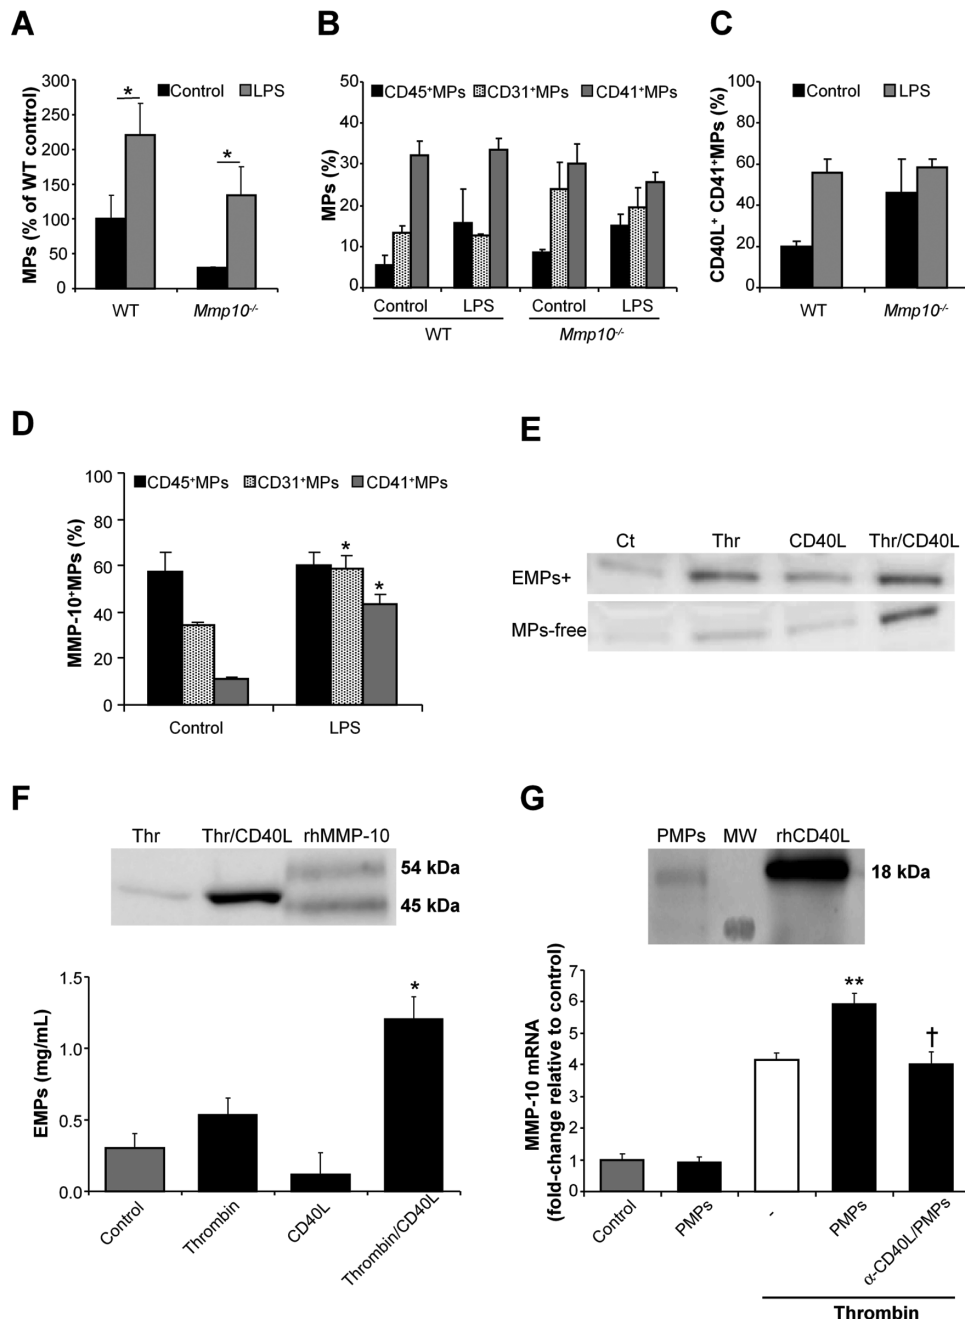 A
MPs (% of WT control)
300
250
200
150
100
50
0
Control
LPS
*
*
WT
Mmp10-/-
B
MPs (%)
50
40
30
20
10
0
CD45+MPs
CD31+MPs
CD41+MPs
Control
LPS
Control
LPS
WT
Mmp10-/-
C
CD40L+ CD41+MPs (%)
100
80
60
40
20
0
Control
LPS
WT
Mmp10-/-
D
MMP-10+MPs (%)
100
80
60
40
20
0
CD45+MPs
CD31+MPs
CD41+MPs
*
*
Control
LPS
E
Ct
Thr
CD40L
Thr/CD40L
EMPs+
MPs-free
F
Thr
Thr/CD40L
rhMMP-10
54 kDa
45 kDa
EMPs (mg/mL)
1.5
1.0
0.5
0.0
*
Control
Thrombin
CD40L
Thrombin/CD40L
G
PMPs
MW
rhCD40L
18 kDa
MMP-10 mRNA
(fold-change relative to control)
7
6
5
4
3
2
1
0
**
†
Control
PMPs
-
PMPs
α-CD40L/PMPs
Thrombin